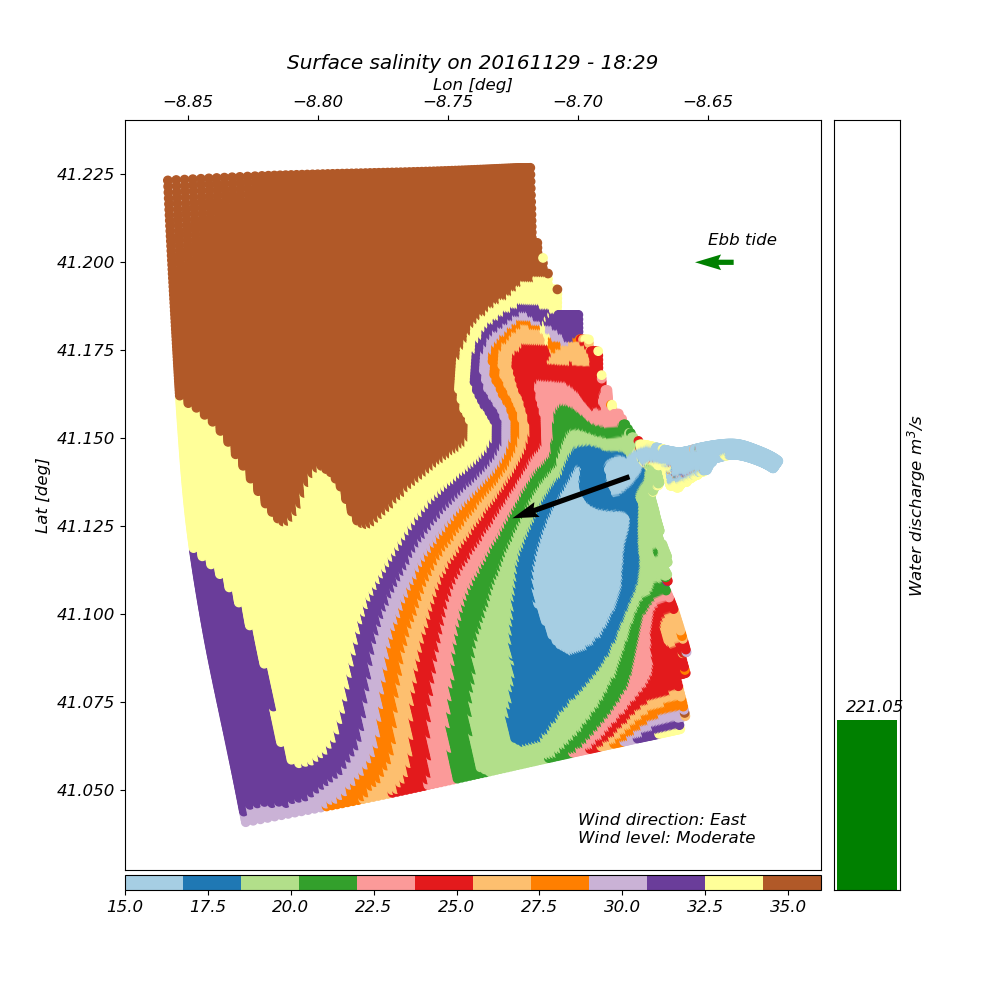 Surface salinity on 20161129 - 18:29
Lon [deg]
−8.85 −8.80 −8.75 −8.70 −8.65
41.225
41.200
41.175
41.150
41.125
41.100
41.075
41.050
Lat [deg]
Ebb tide
Wind direction: East
Wind level: Moderate
221.05
Water discharge m³/s
15.0 17.5 20.0 22.5 25.0 27.5 30.0 32.5 35.0